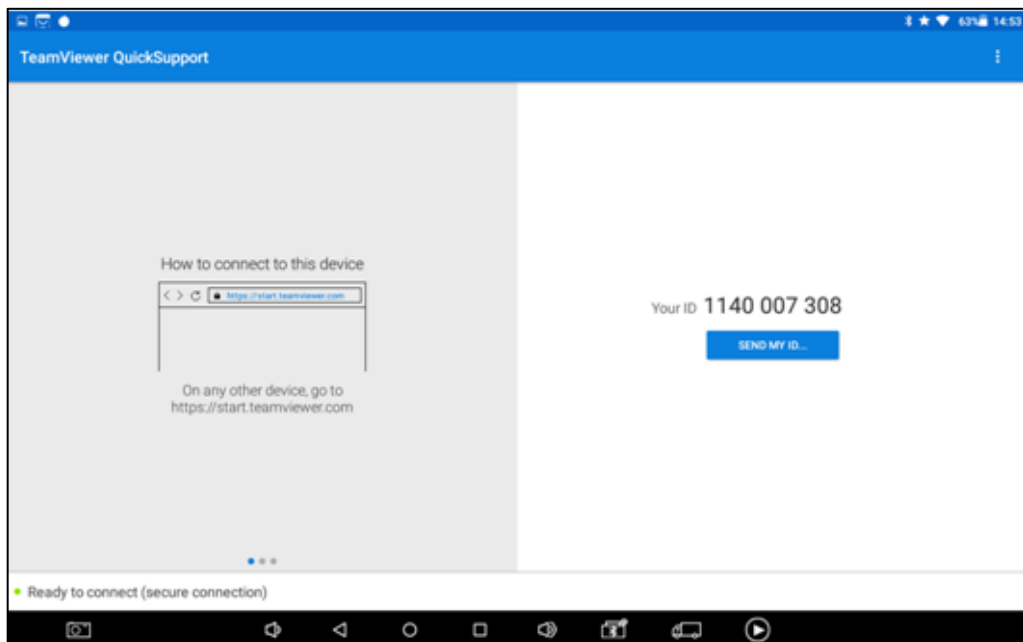 63% 14:53
TeamViewer QuickSupport
How to connect to this device
https://start.teamviewer.com
On any other device, go to
https://start.teamviewer.com
Your ID 1140 007 308
SEND MY ID...
Ready to connect (secure connection)